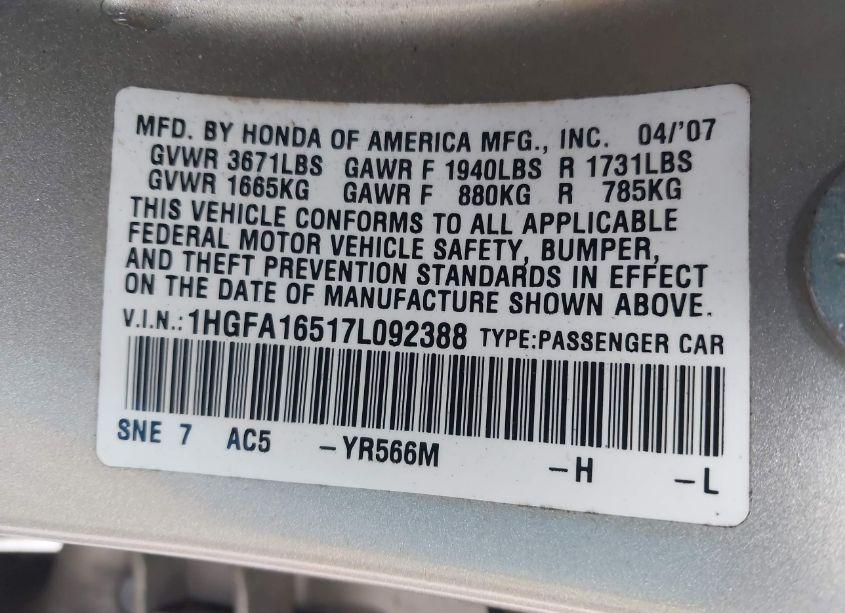 MFD. BY HONDA OF AMERICA MFG., INC. 04/'07
GVWR 3671LBS GAWR F 1940LBS R 1731LBS
GVWR 1665KG GAWR F 880KG R 785KG
THIS VEHICLE CONFORMS TO ALL APPLICABLE
FEDERAL MOTOR VEHICLE SAFETY, BUMPER,
AND THEFT PREVENTION STANDARDS IN EFFECT
ON THE DATE OF MANUFACTURE SHOWN ABOVE.
V.I.N.: 1HGFA16517L092388 TYPE:PASSENGER CAR
SNE 7 AC5 -YR566M -H -L